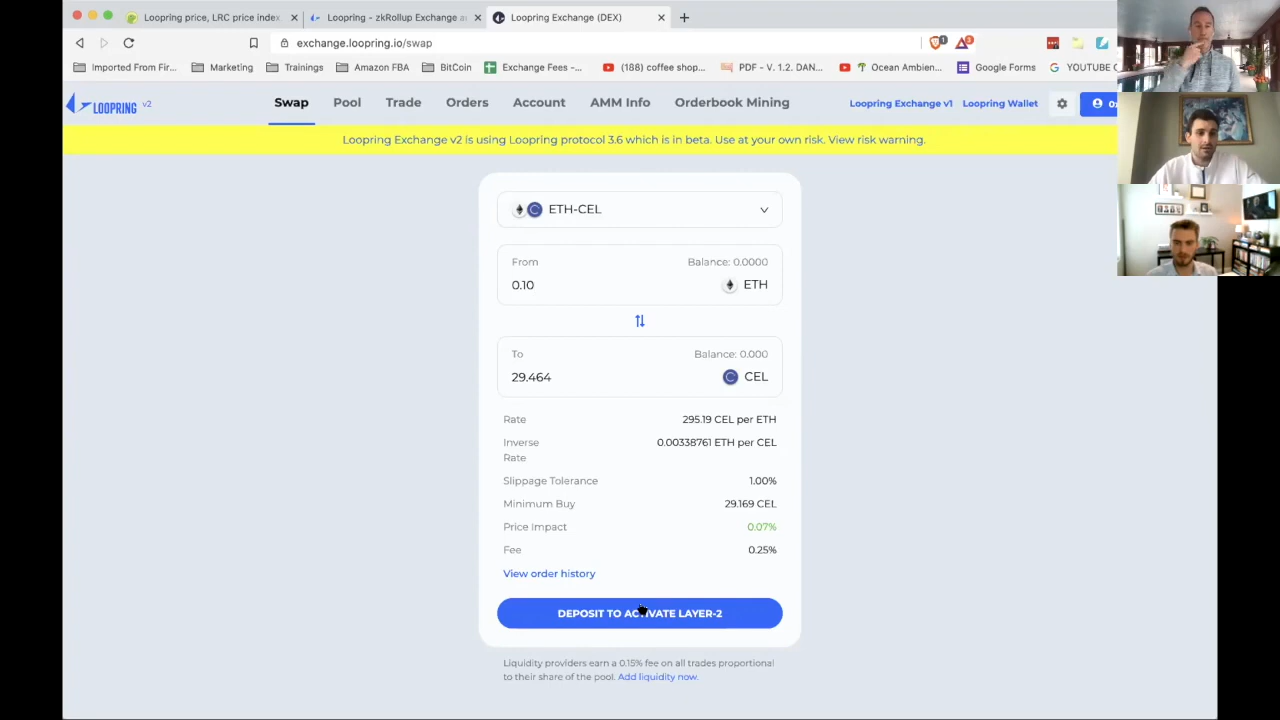 Loopring price, LRC price index
Loopring - zkRollup Exchange
Loopring Exchange (DEX)
exchange.loopring.io/swap
1
3
Imported From Fir...
Marketing
Trainings
Amazon FBA
BitCoin
Exchange Fees -...
(188) coffee shop...
PDF - V. 1.2. DAN...
Ocean Ambien...
Google Forms
YOUTUBE
LOOPRING v2
Swap
Pool
Trade
Orders
Account
AMM Info
Orderbook Mining
Loopring Exchange v1
Loopring Wallet
Loopring Exchange v2 is using Loopring protocol 3.6 which is in beta. Use at your own risk. View risk warning.
ETH-CEL
From
Balance: 0.0000
0.10
ETH
To
Balance: 0.000
29.464
CEL
Rate
295.19 CEL per ETH
Inverse
Rate
0.00338761 ETH per CEL
Slippage Tolerance
1.00%
Minimum Buy
29.169 CEL
Price Impact
0.07%
Fee
0.25%
View order history
DEPOSIT TO ACTIVATE LAYER-2
Liquidity providers earn a 0.15% fee on all trades proportional
to their share of the pool. Add liquidity now.